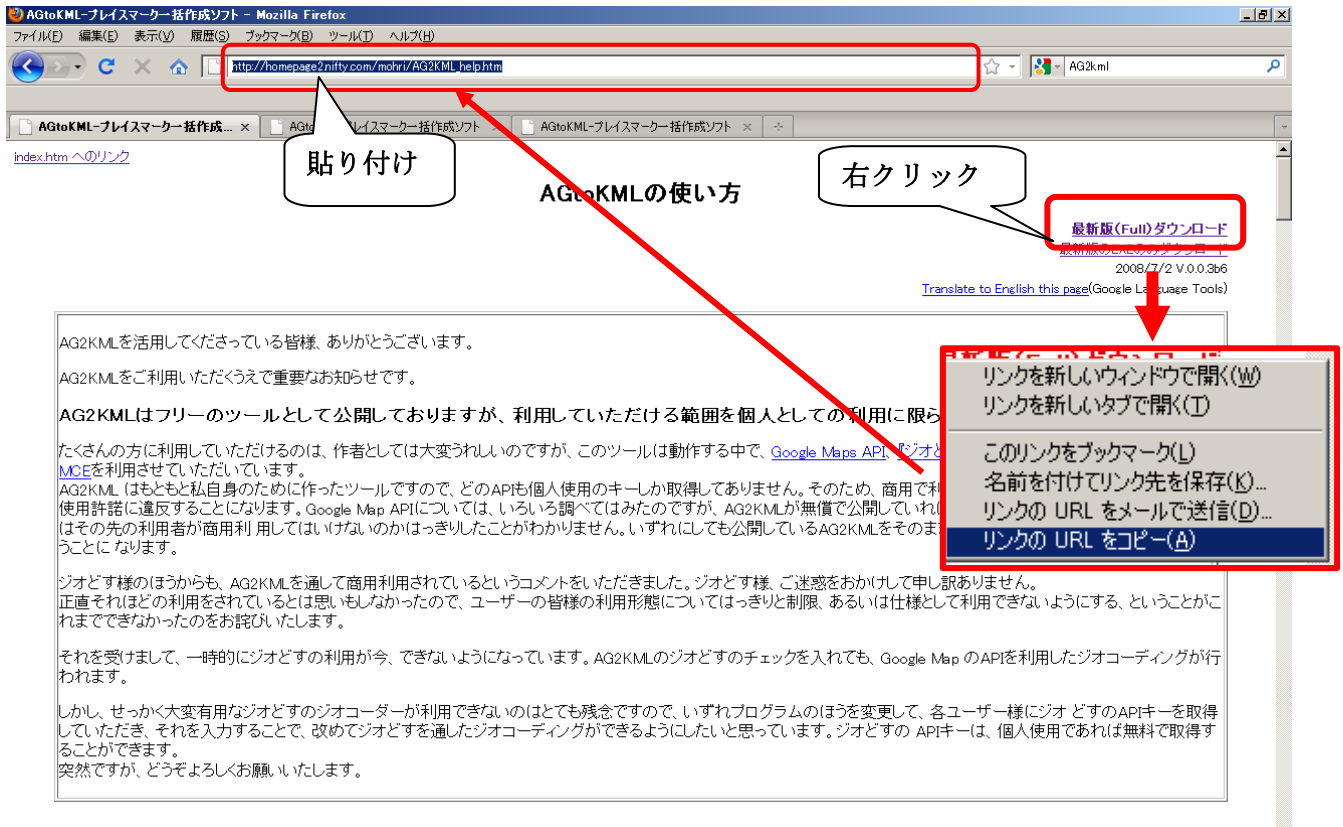 AGtoKML-プレイスマーク一括作成ソフト - Mozilla Firefox
ファイル(F) 編集(E) 表示(V) 履歴(S) ブックマーク(B) ツール(T) ヘルプ(H)
http://homepage2.nifty.com/mohri/AG2KML_help.htm
AG2kml
AGtoKML-プレイスマーク一括作成...
AGto
レイスマーク一括作成ソフト
AGtoKML-プレイスマーク一括作成ソフト
index.htm へのリンク
貼り付け
右クリック
AGtoKMLの使い方
最新版(Full)ダウンロード
最新版のEXEのみダウンロード
2008/7/2 V.0.0.3b6
Translate to English this page(Google Language Tools)
AG2KMLを活用してくださっている皆様、ありがとうございます。
AG2KMLをご利用いただくうえで重要なお知らせです。
AG2KMLはフリーのツールとして公開しておりますが、利用していただける範囲を個人としての利用に限ら
たくさんの方に利用していただけるのは、作者としては大変うれしいのですが、このツールは動作する中で、Google Maps API、『ジオと
MCEを利用させていただいています。
AG2KML はもともと私自身のために作ったツールですので、どのAPIも個人使用のキーしか取得してありません。そのため、商用で利
使用許諾に違反することになります。Google Map APIについては、いろいろ調べてはみたのですが、AG2KMLが無償で公開していれば
はその先の利用者が商用利 用してはいけないのかはっきりしたことがわかりません。いずれにしても公開しているAG2KMLをそのまま
うことに なります。
ジオどす様のほうからも、AG2KMLを通して商用利用されているというコメントをいただきました。ジオどす様、ご迷惑をおかけして申し訳ありません。
正直それほどの利用をされているとは思いもしなかったので、ユーザーの皆様の利用形態についてはっきりと制限、あるいは仕様として利用できないようにする、ということがこ
れまでできなかったのをお詫びいたします。
それを受けまして、一時的にジオどすの利用が今、できないようになっています。AG2KMLのジオどすのチェックを入れても、Google Map のAPIを利用したジオコーディングが行
われます。
しかし、せっかく大変有用なジオどすのジオコーダーが利用できないのはとても残念ですので、いずれプログラムのほうを変更して、各ユーザー様にジオ どすのAPIキーを取得
していただき、それを入力することで、改めてジオどすを通したジオコーディングができるようにしたいと思っています。ジオどすの APIキーは、個人使用であれば無料で取得す
ることができます。
突然ですが、どうぞよろしくお願いいたします。
リンクを新しいウィンドウで開く(W)
リンクを新しいタブで開く(T)
このリンクをブックマーク(L)
名前を付けてリンク先を保存(K)...
リンクの URL をメールで送信(D)...
リンクの URL をコピー(A)